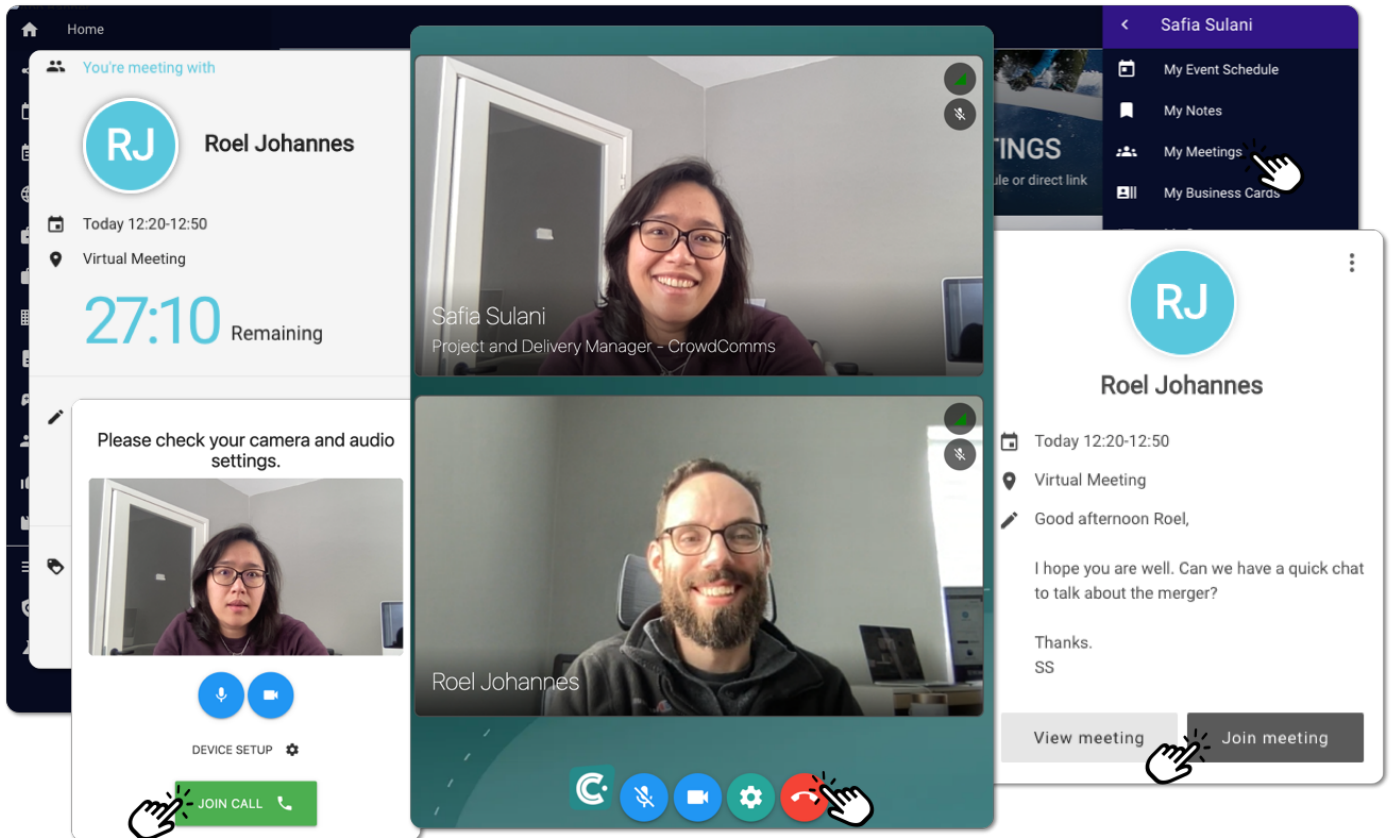 Home
You're meeting with
RJ
Roel Johannes
Today 12:20-12:50
Virtual Meeting
27:10 Remaining
Please check your camera and audio
settings.
DEVICE SETUP
JOIN CALL
Safia Sulani
Project and Delivery Manager - CrowdComms
Roel Johannes
INGS
ule or direct link
Safia Sulani
My Event Schedule
My Notes
My Meetings
My Business Cards
RJ
Roel Johannes
Today 12:20-12:50
Virtual Meeting
Good afternoon Roel,
I hope you are well. Can we have a quick chat
to talk about the merger?
Thanks.
SS
View meeting
Join meeting